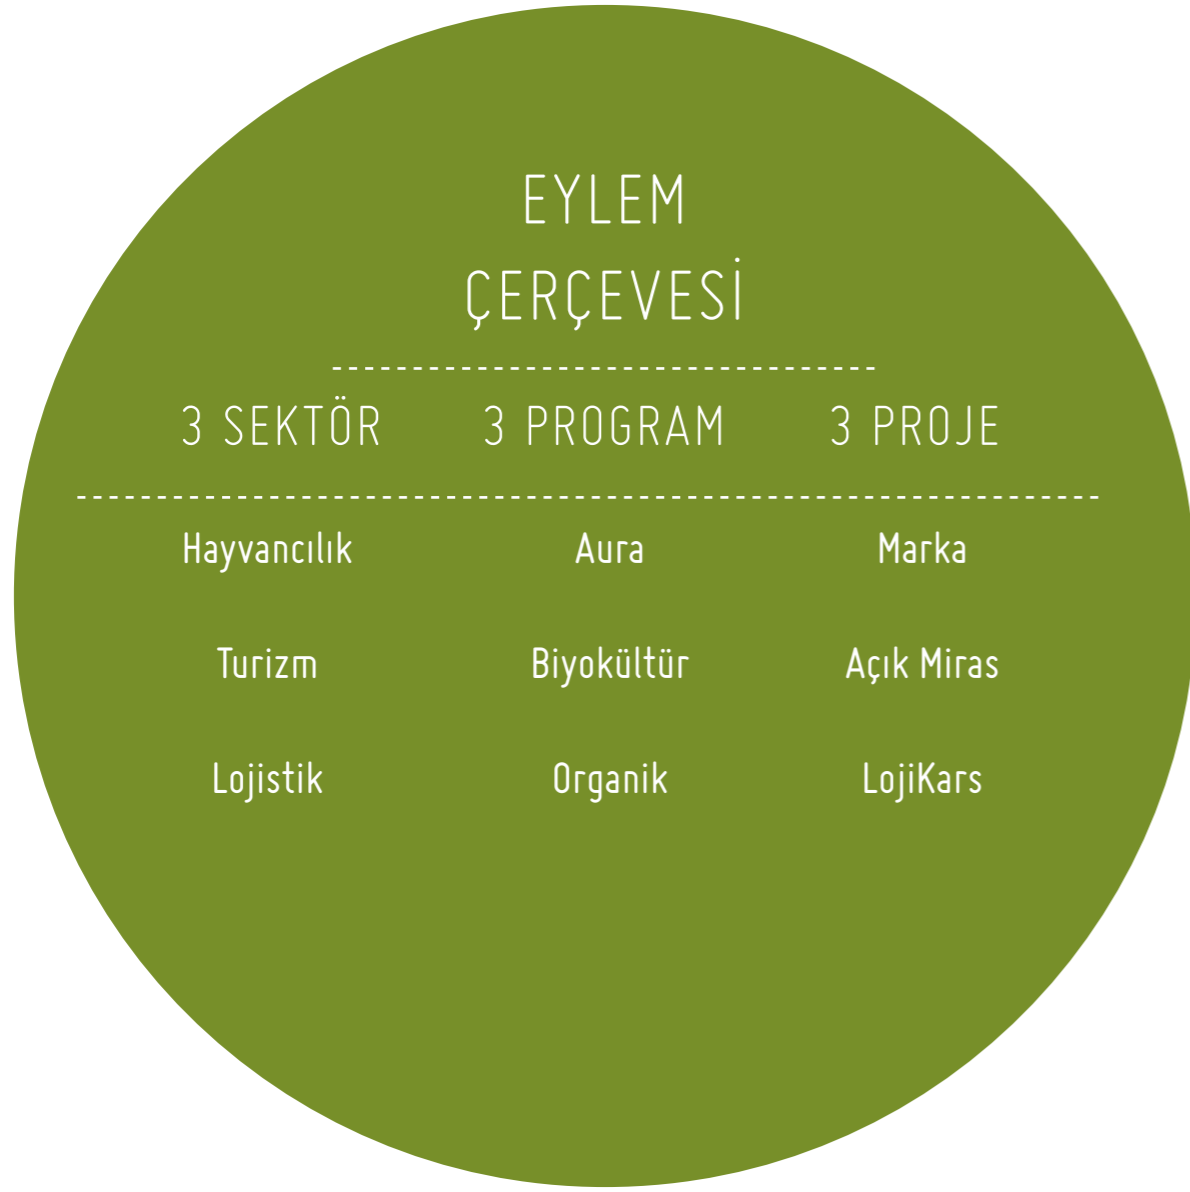 EYLEM
ÇERÇEVESİ
3 SEKTÖR 3 PROGRAM 3 PROJE
Hayvancılık Aura Marka
Turizm Biyokültür Açık Miras
Lojistik Organik LojiKars